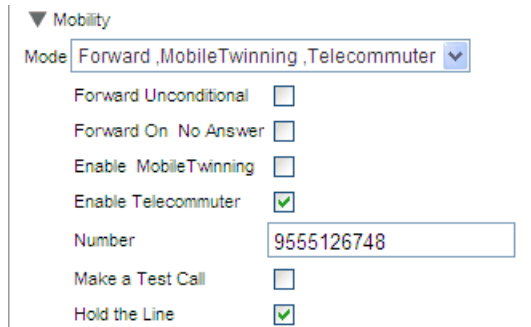 Mobility
Mode Forward ,MobileTwinning ,Telecommuter
Forward Unconditional
Forward On No Answer
Enable MobileTwinning
Enable Telecommuter
Number 9555126748
Make a Test Call
Hold the Line